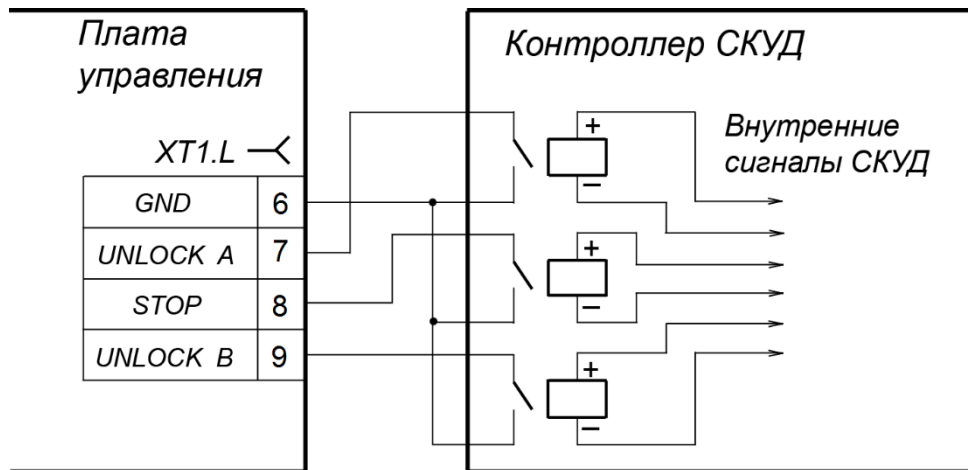 Плата
управления
XT1.L
GND 6
UNLOCK A 7
STOP 8
UNLOCK B 9
Контроллер СКУД
+
−
+
−
+
−
Внутренние
сигналы СКУД